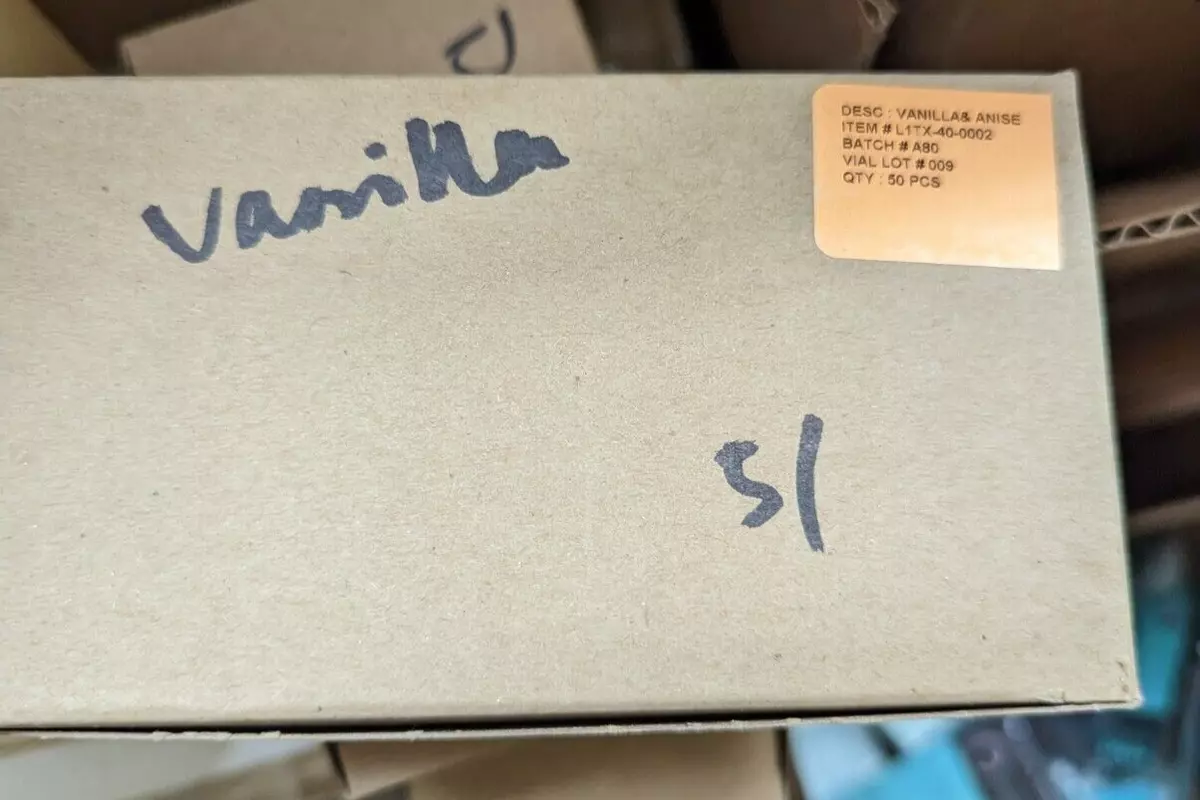 Vanilla
DESC : VANILLA& ANISE
ITEM # L1TX-40-0002
BATCH # A80
VIAL LOT # 009
QTY : 50 PCS
51